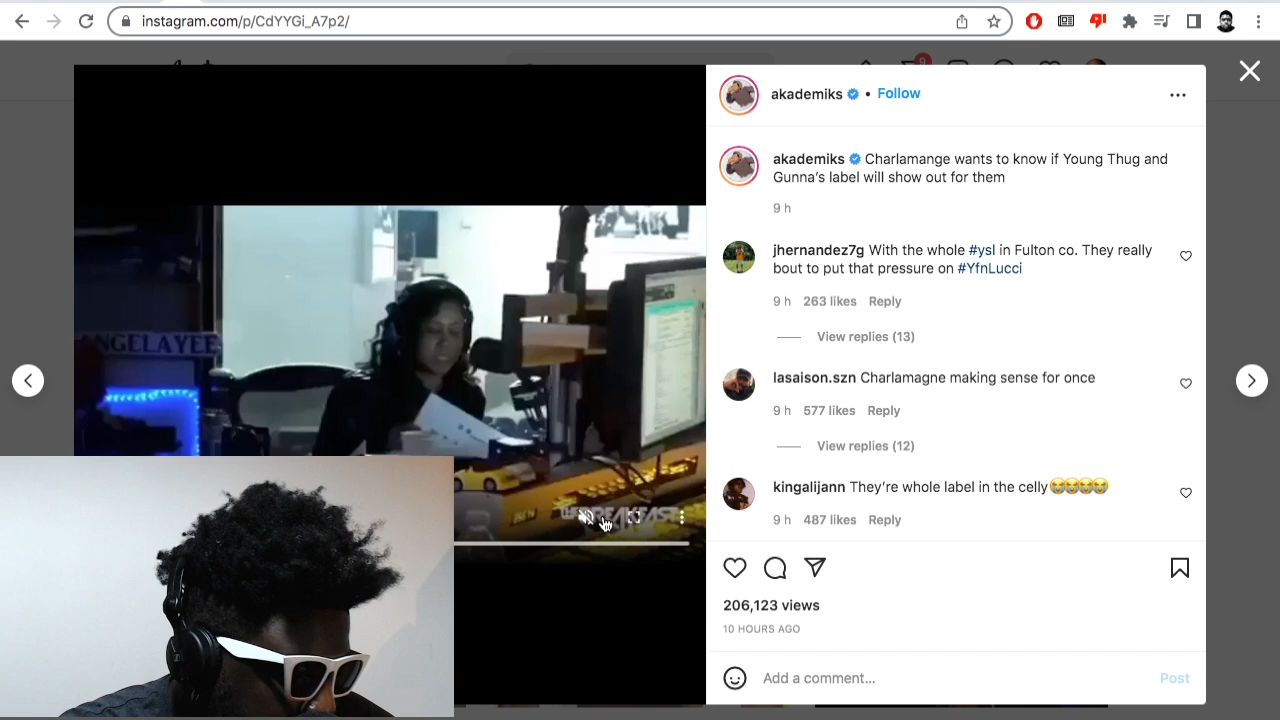 instagram.com/p/CdYYGi_A7p2/
9
akademiks • Follow
akademiks Charlamange wants to know if Young Thug and
Gunna's label will show out for them
9 h
jhernandez7g With the whole #ysl in Fulton co. They really
bout to put that pressure on #YfnLucci
9 h 263 likes Reply
View replies (13)
lasaison.szn Charlamagne making sense for once
9 h 577 likes Reply
View replies (12)
kingalijann They're whole label in the celly😭😭😭😭
9 h 487 likes Reply
206,123 views
10 HOURS AGO
Add a comment...
Post
ANGELAYEE
BREAKFAST